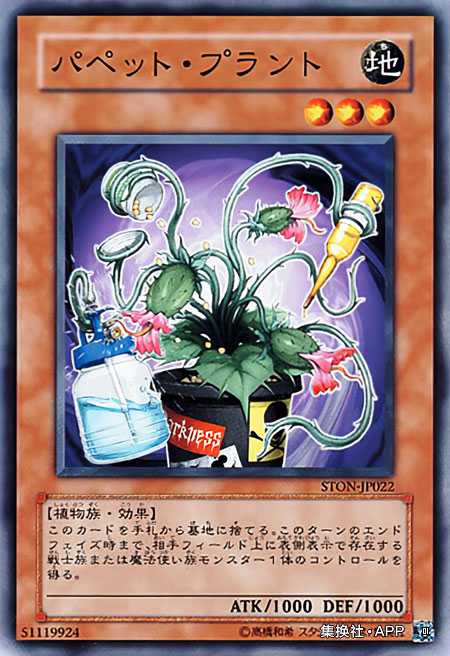 パペット・プラント
地
STON-JP022
[植物族・効果]
このカードを手札から墓地に捨てる。このターンのエンド
フェイズ時まで、相手フィールド上に表側表示で存在する
戦士族または魔法使い族モンスター1体のコントロールを
得る。
ATK/1000 DEF/1000
51119924
©高橋和希 スタ
集換社・APP